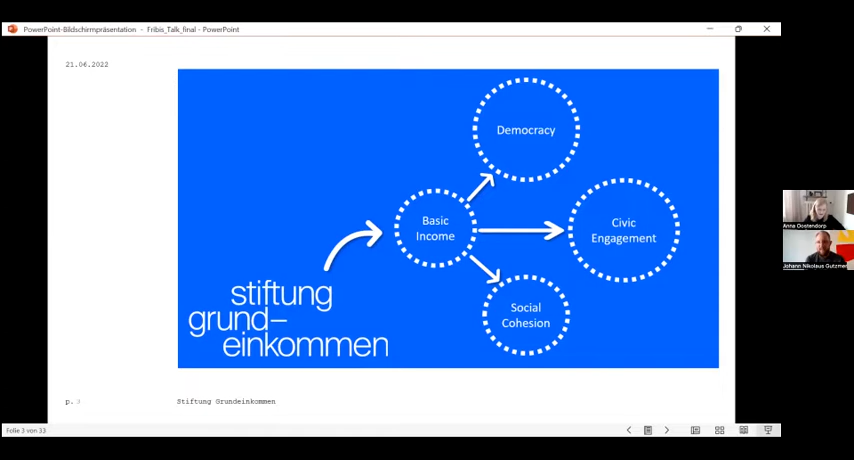 PowerPoint-Bildschirmpräsentation - Fribis_Talk_final - PowerPoint
21.06.2022
Democracy
Basic
Income
Civic
Engagement
Social
Cohesion
stiftung
grund–
einkommen
p. 3
Stiftung Grundeinkommen
Folie 3 von 33
Anna Oostendorp
Johann Nikolaus Gutzmer